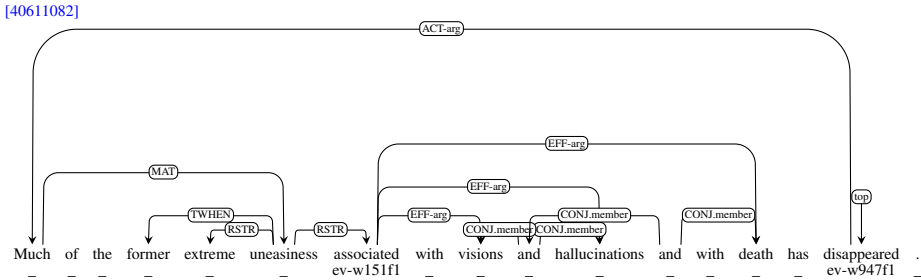 [40611082]
ACT-arg
EFF-arg
MAT
EFF-arg
top
TWHEN EFF-arg CONJ.member CONJ.member
RSTR RSTR CONJ.member CONJ.member
Much of the former extreme uneasiness associated with visions and hallucinations and with death has disappeared .
_ _ _ _ _ _ ev-w151f1 _ _ _ _ _ _ _ _ ev-w947f1 _